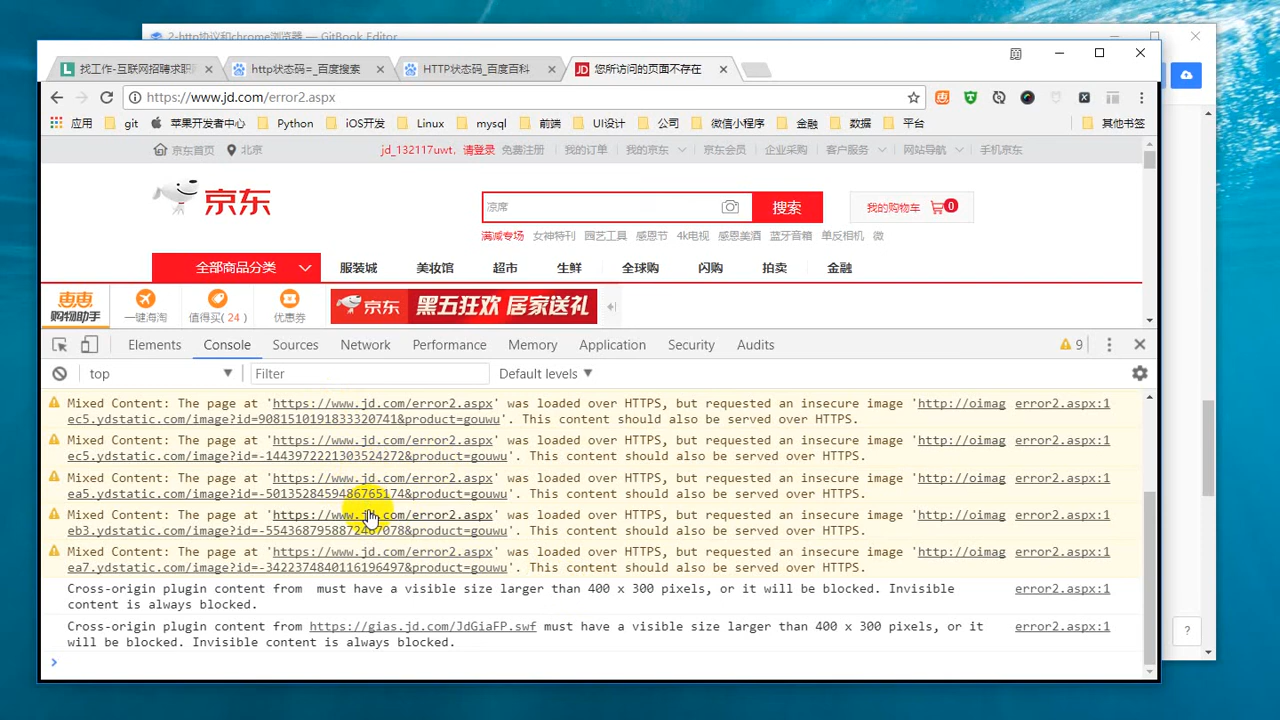 2-http协议和chrome浏览器 — GitBook Editor
找工作-互联网招聘求职
http状态码=_百度搜索
HTTP状态码_百度百科
JD 您所访问的页面不存在
https://www.jd.com/error2.aspx
应用 git 苹果开发者中心 Python iOS开发 Linux mysql 前端 UI设计 公司 微信小程序 金融 数据 平台 其他书签
京东首页 北京 jd_132117uwt, 请登录 免费注册 我的订单 我的京东 京东会员 企业采购 客户服务 网站导航 手机京东
京东
凉席 搜索 我的购物车 0
满减专场 女神特刊 园艺工具 感恩节 4k电视 感恩美酒 蓝牙音箱 单反相机 微
全部商品分类 服装城 美妆馆 超市 生鲜 全球购 闪购 拍卖 金融
惠惠
购物助手 一键海淘 值得买( 24 ) 优惠券 京东 黑五狂欢 居家送礼
Elements Console Sources Network Performance Memory Application Security Audits 9
top Filter Default levels
Mixed Content: The page at 'https://www.jd.com/error2.aspx' was loaded over HTTPS, but requested an insecure image 'http://oimag error2.aspx:1
ec5.ydstatic.com/image?id=9081510191833320741&product=gouwu'. This content should also be served over HTTPS.
Mixed Content: The page at 'https://www.jd.com/error2.aspx' was loaded over HTTPS, but requested an insecure image 'http://oimag error2.aspx:1
ec5.ydstatic.com/image?id=-1443972221303524272&product=gouwu'. This content should also be served over HTTPS.
Mixed Content: The page at 'https://www.jd.com/error2.aspx' was loaded over HTTPS, but requested an insecure image 'http://oimag error2.aspx:1
ea5.ydstatic.com/image?id=-5013528459486765174&product=gouwu'. This content should also be served over HTTPS.
Mixed Content: The page at 'https://www.jd.com/error2.aspx' was loaded over HTTPS, but requested an insecure image 'http://oimag error2.aspx:1
eb3.ydstatic.com/image?id=-5543687958872467078&product=gouwu'. This content should also be served over HTTPS.
Mixed Content: The page at 'https://www.jd.com/error2.aspx' was loaded over HTTPS, but requested an insecure image 'http://oimag error2.aspx:1
ea7.ydstatic.com/image?id=-3422374840116196497&product=gouwu'. This content should also be served over HTTPS.
Cross-origin plugin content from must have a visible size larger than 400 x 300 pixels, or it will be blocked. Invisible error2.aspx:1
content is always blocked.
Cross-origin plugin content from https://gias.jd.com/JdGiaFP.swf must have a visible size larger than 400 x 300 pixels, or it error2.aspx:1
will be blocked. Invisible content is always blocked.
?